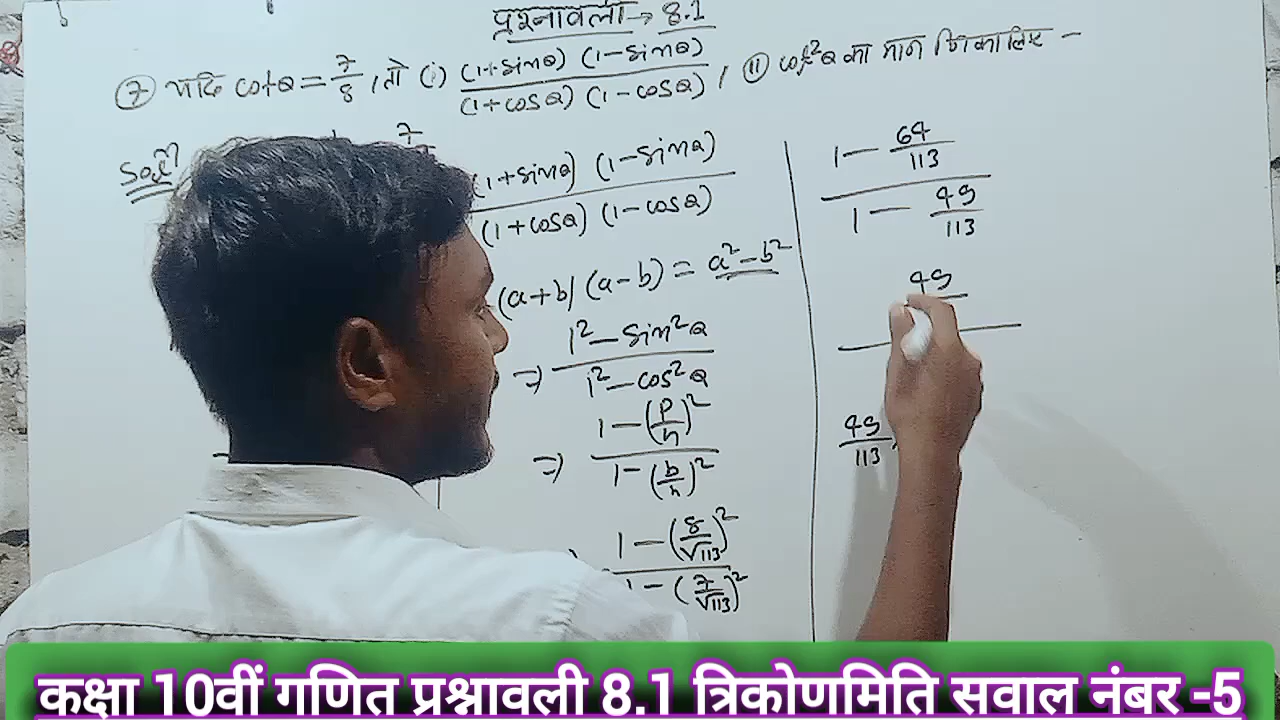 प्रश्नावली → 8.1
⑦ यदि cotθ = 7/8, तो (i) (1+sinθ) (1-sinθ) / (1+cosθ) (1-cosθ), (ii) cot²θ का मान निकालिए -
Solⁿ
7
(1+sinθ) (1-sinθ) / (1+cosθ) (1-cosθ)
(a+b) (a-b) = a²-b²
⇒ 1² - sin²θ / 1² - cos²θ
⇒ 1 - (p/h)² / 1 - (b/h)²
1 - (8/√113)² / 1 - (7/√113)²
1 - 64/113 / 1 - 49/113
49
49/113
कक्षा 10वीं गणित प्रश्नावली 8.1 त्रिकोणमिति सवाल नंबर -5